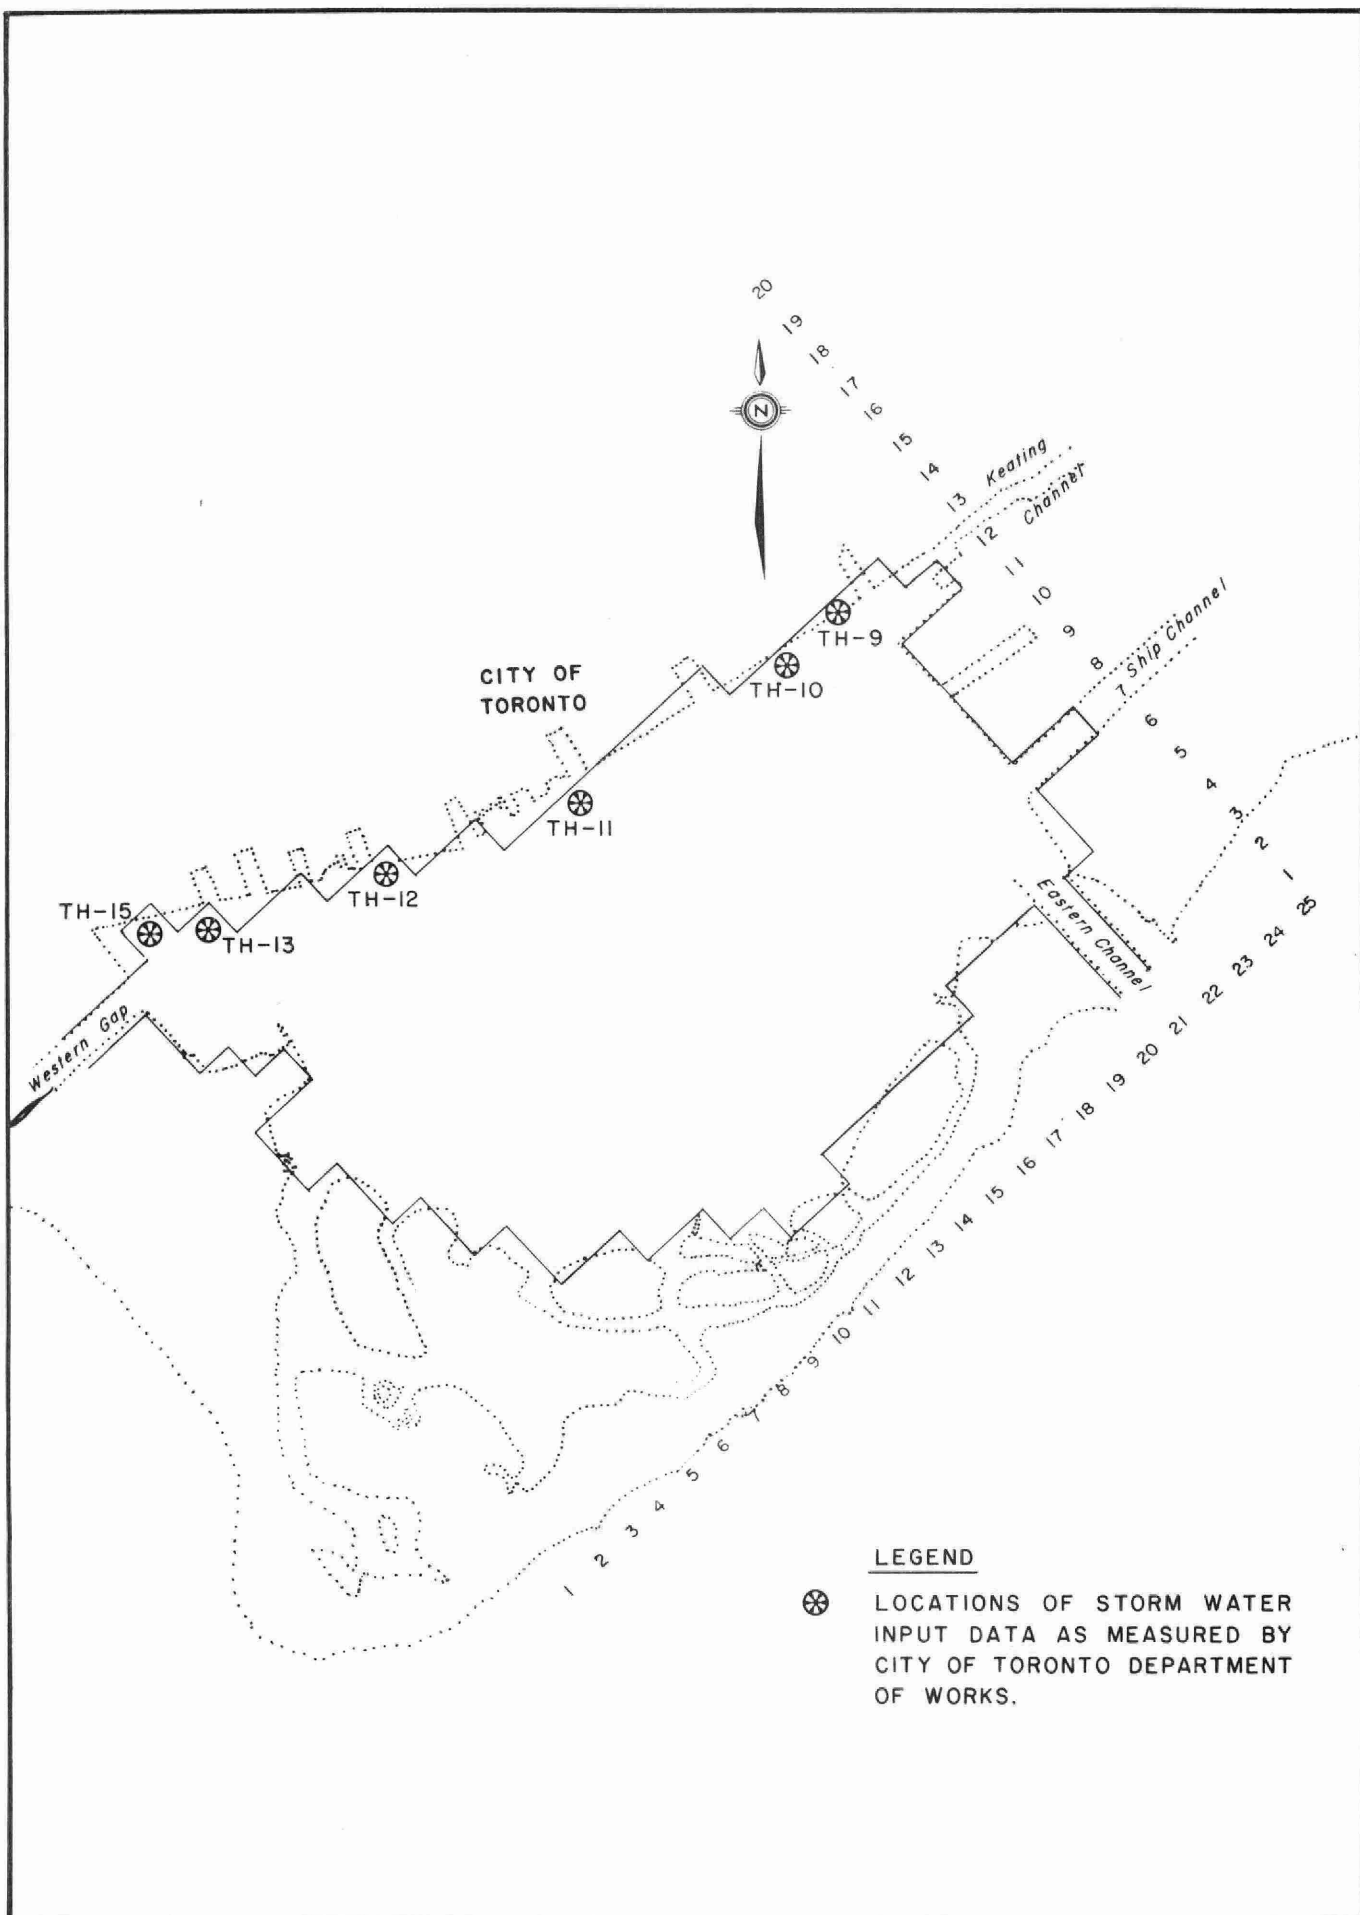 20
19
18
17
16
15
14
13
12
11
10
9
8
7
6
5
4
3
2
1
N
Keating
Channel
Ship Channel
CITY OF
TORONTO
TH-9
TH-10
TH-11
TH-12
TH-13
TH-15
Western Gap
Eastern Channel
25
24
23
22
21
20
19
18
17
16
15
14
13
12
11
10
9
8
7
6
5
4
3
2
1
LEGEND
LOCATIONS OF STORM WATER
INPUT DATA AS MEASURED BY
CITY OF TORONTO DEPARTMENT
OF WORKS.